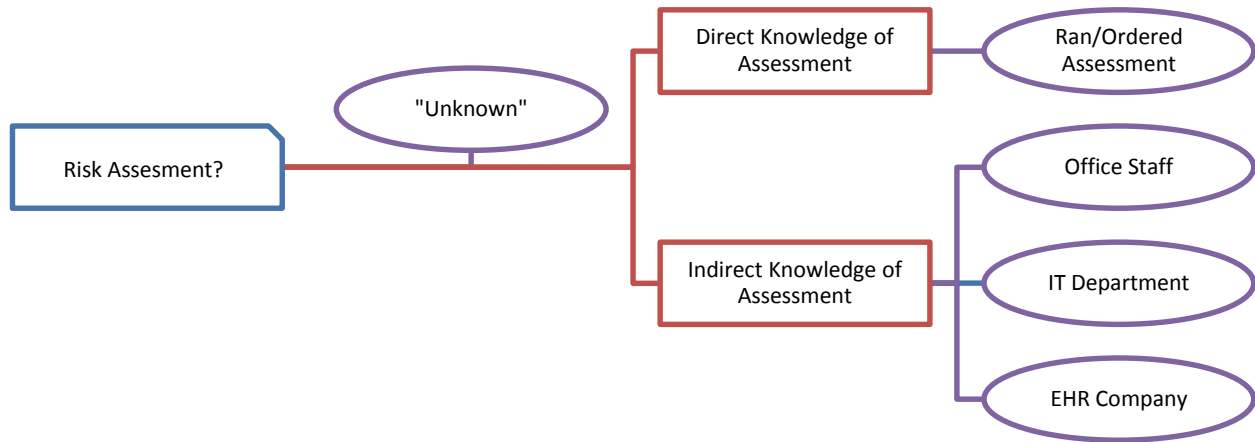 Risk Assesment?
"Unknown"
Direct Knowledge of
Assessment
Ran/Ordered
Assessment
Indirect Knowledge of
Assessment
Office Staff
IT Department
EHR Company